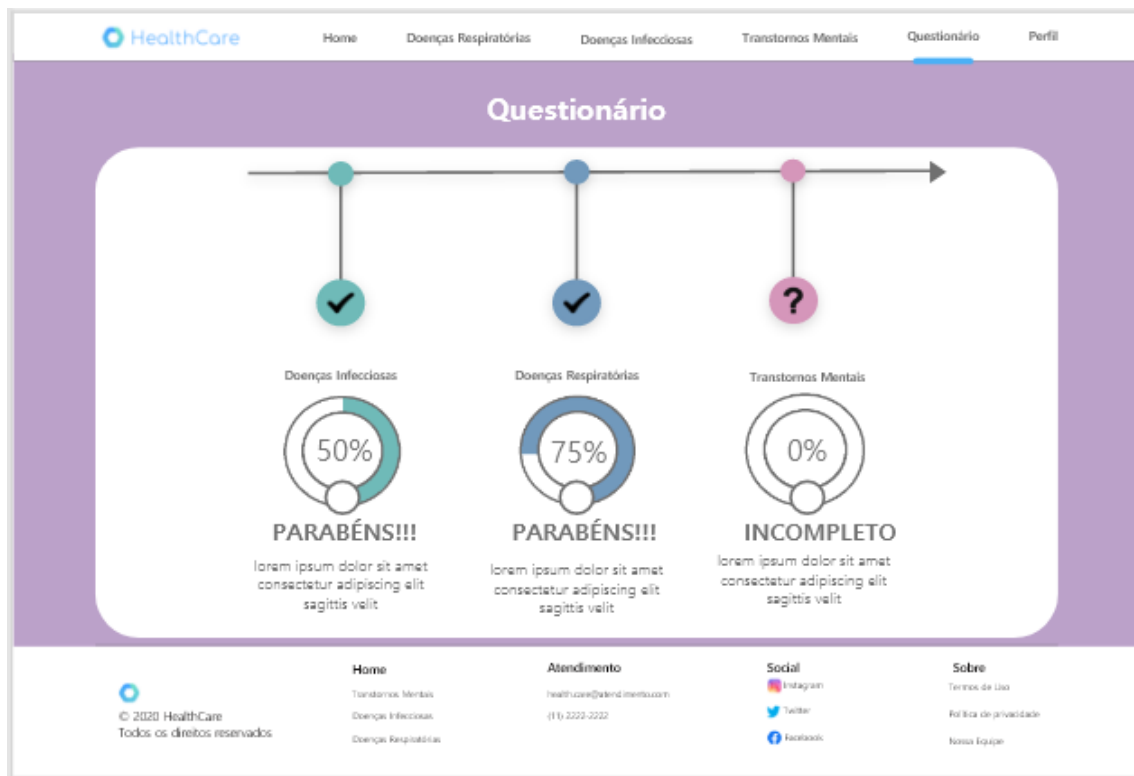 HealthCare
Home
Doenças Respiratórias
Doenças Infecciosas
Transtornos Mentais
Questionário
Perfil
Questionário
?
Doenças Infecciosas
Doenças Respiratórias
Transtornos Mentais
50%
75%
0%
PARABÉNS!!!
PARABÉNS!!!
INCOMPLETO
lorem ipsum dolor sit amet
consectetur adipiscing elit
sagittis velit
lorem ipsum dolor sit amet
consectetur adipiscing elit
sagittis velit
lorem ipsum dolor sit amet
consectetur adipiscing elit
sagittis velit
© 2020 HealthCare
Todos os direitos reservados
Home
Transtornos Mentais
Doenças Infecciosas
Doenças Respiratórias
Atendimento
healthcare@atendimento.com
(11) 2222-2222
Social
Instagram
Twitter
Facebook
Sobre
Termos de Uso
Política de privacidade
Nossa Equipe